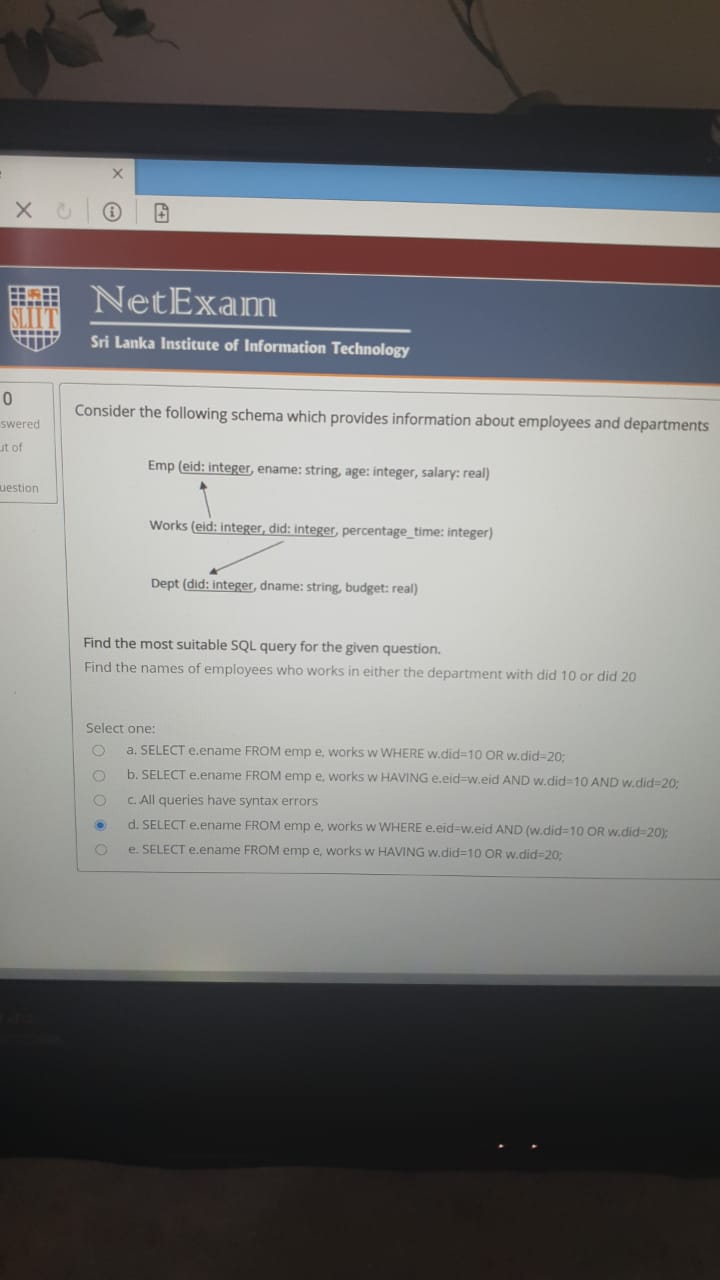 SLIIT
NetExam
Sri Lanka Institute of Information Technology
0
swered
ut of
uestion
Consider the following schema which provides information about employees and departments
Emp (eid: integer, ename: string, age: integer, salary: real)
Works (eid: integer, did: integer, percentage_time: integer)
Dept (did: integer, dname: string, budget: real)
Find the most suitable SQL query for the given question.
Find the names of employees who works in either the department with did 10 or did 20
Select one:
a. SELECT e.ename FROM emp e, works w WHERE w.did=10 OR w.did=20;
b. SELECT e.ename FROM emp e, works w HAVING e.eid=w.eid AND w.did=10 AND w.did=20;
c. All queries have syntax errors
d. SELECT e.ename FROM emp e, works w WHERE e.eid=w.eid AND (w.did=10 OR w.did=20);
e. SELECT e.ename FROM emp e, works w HAVING w.did=10 OR w.did=20;